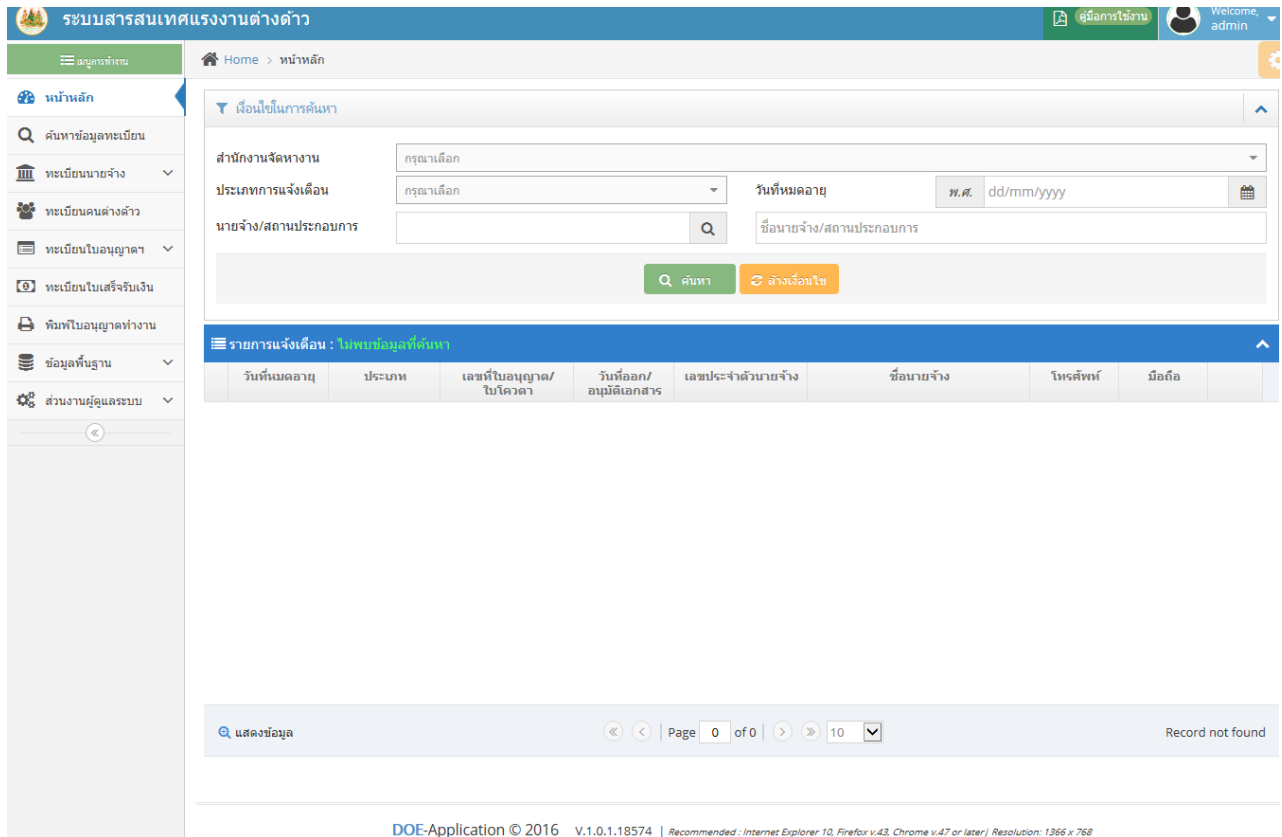 ระบบสารสนเทศแรงงานต่างด้าว
คู่มือการใช้งาน
Welcome,
admin
เมนูการทำงาน
Home > หน้าหลัก
หน้าหลัก
ค้นหาข้อมูลทะเบียน
ทะเบียนนายจ้าง
ทะเบียนคนต่างด้าว
ทะเบียนใบอนุญาตฯ
ทะเบียนใบเสร็จรับเงิน
พิมพ์ใบอนุญาตทำงาน
ข้อมูลพื้นฐาน
ส่วนงานผู้ดูแลระบบ
เงื่อนไขในการค้นหา
สำนักงานจัดหางาน กรุณาเลือก
ประเภทการแจ้งเตือน กรุณาเลือก วันที่หมดอายุ พ.ศ. dd/mm/yyyy
นายจ้าง/สถานประกอบการ ชื่อนายจ้าง/สถานประกอบการ
ค้นหา ล้างเงื่อนไข
รายการแจ้งเตือน : ไม่พบข้อมูลที่ค้นหา
วันที่หมดอายุ ประเภท เลขที่ใบอนุญาต/ วันที่ออก/ เลขประจำตัวนายจ้าง ชื่อนายจ้าง โทรศัพท์ มือถือ
ใบโควตา อนุมัติเอกสาร
แสดงข้อมูล Page 0 of 0 10 Record not found
DOE-Application © 2016 V.1.0.1.18574 | Recommended : Internet Explorer 10, Firefox v.43, Chrome v.47 or later| Resolution: 1366 x 768